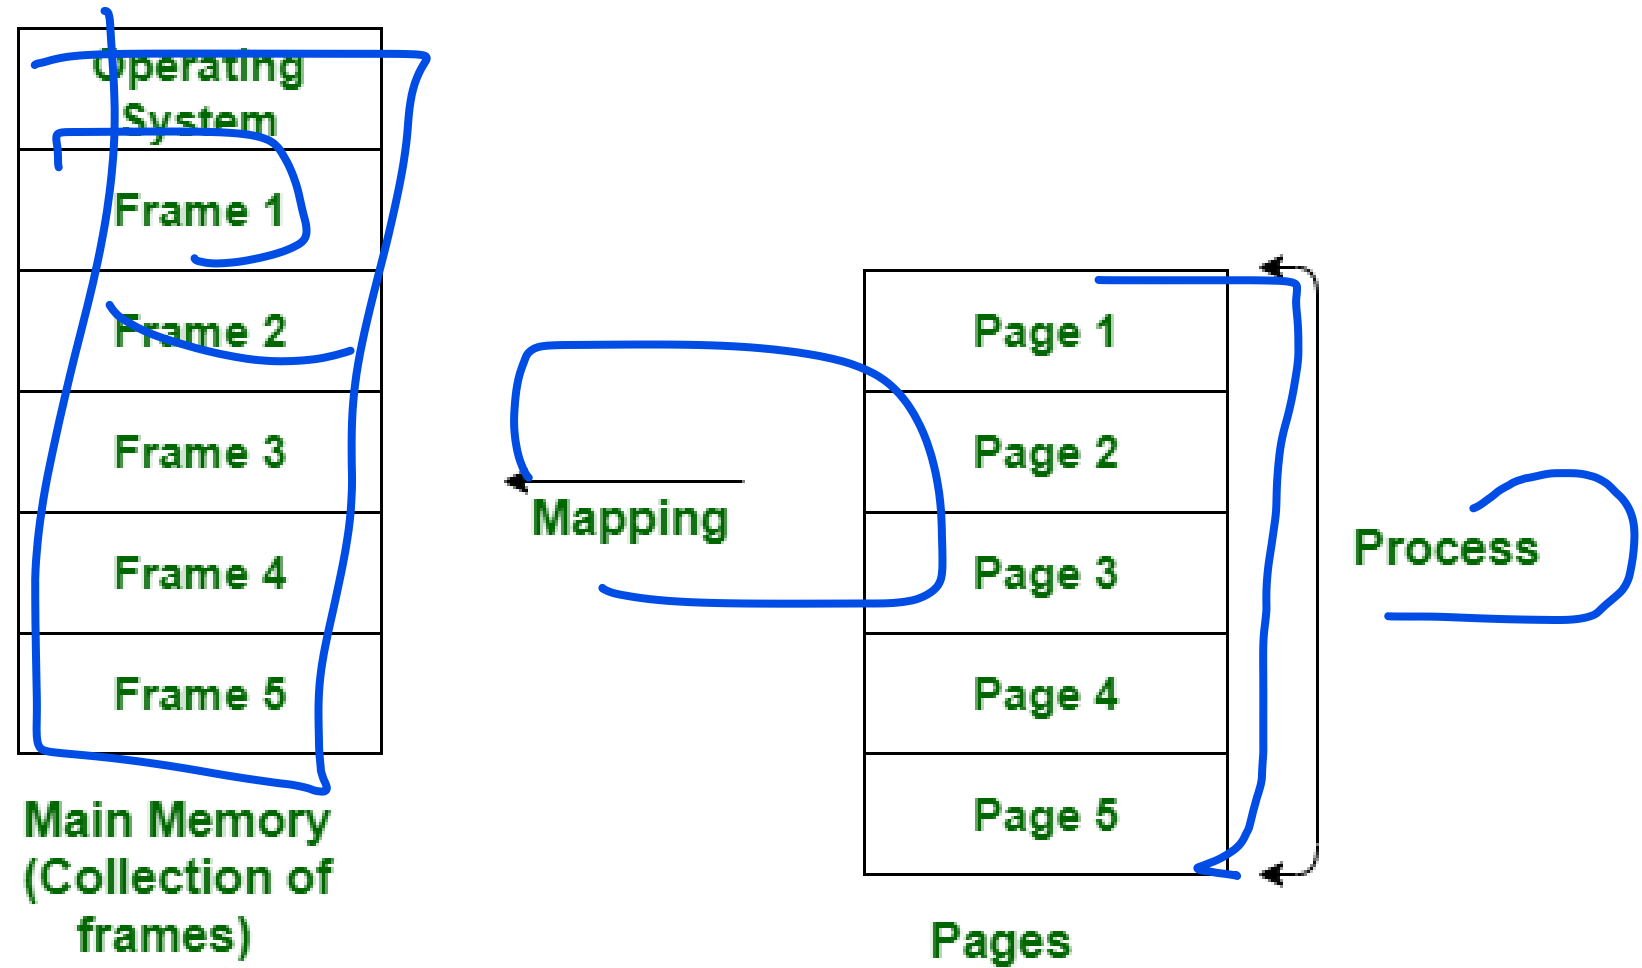 Operating
System
Frame 1
Frame 2
Frame 3
Frame 4
Frame 5
Main Memory
(Collection of
frames)
Mapping
Page 1
Page 2
Page 3
Page 4
Page 5
Pages
Process